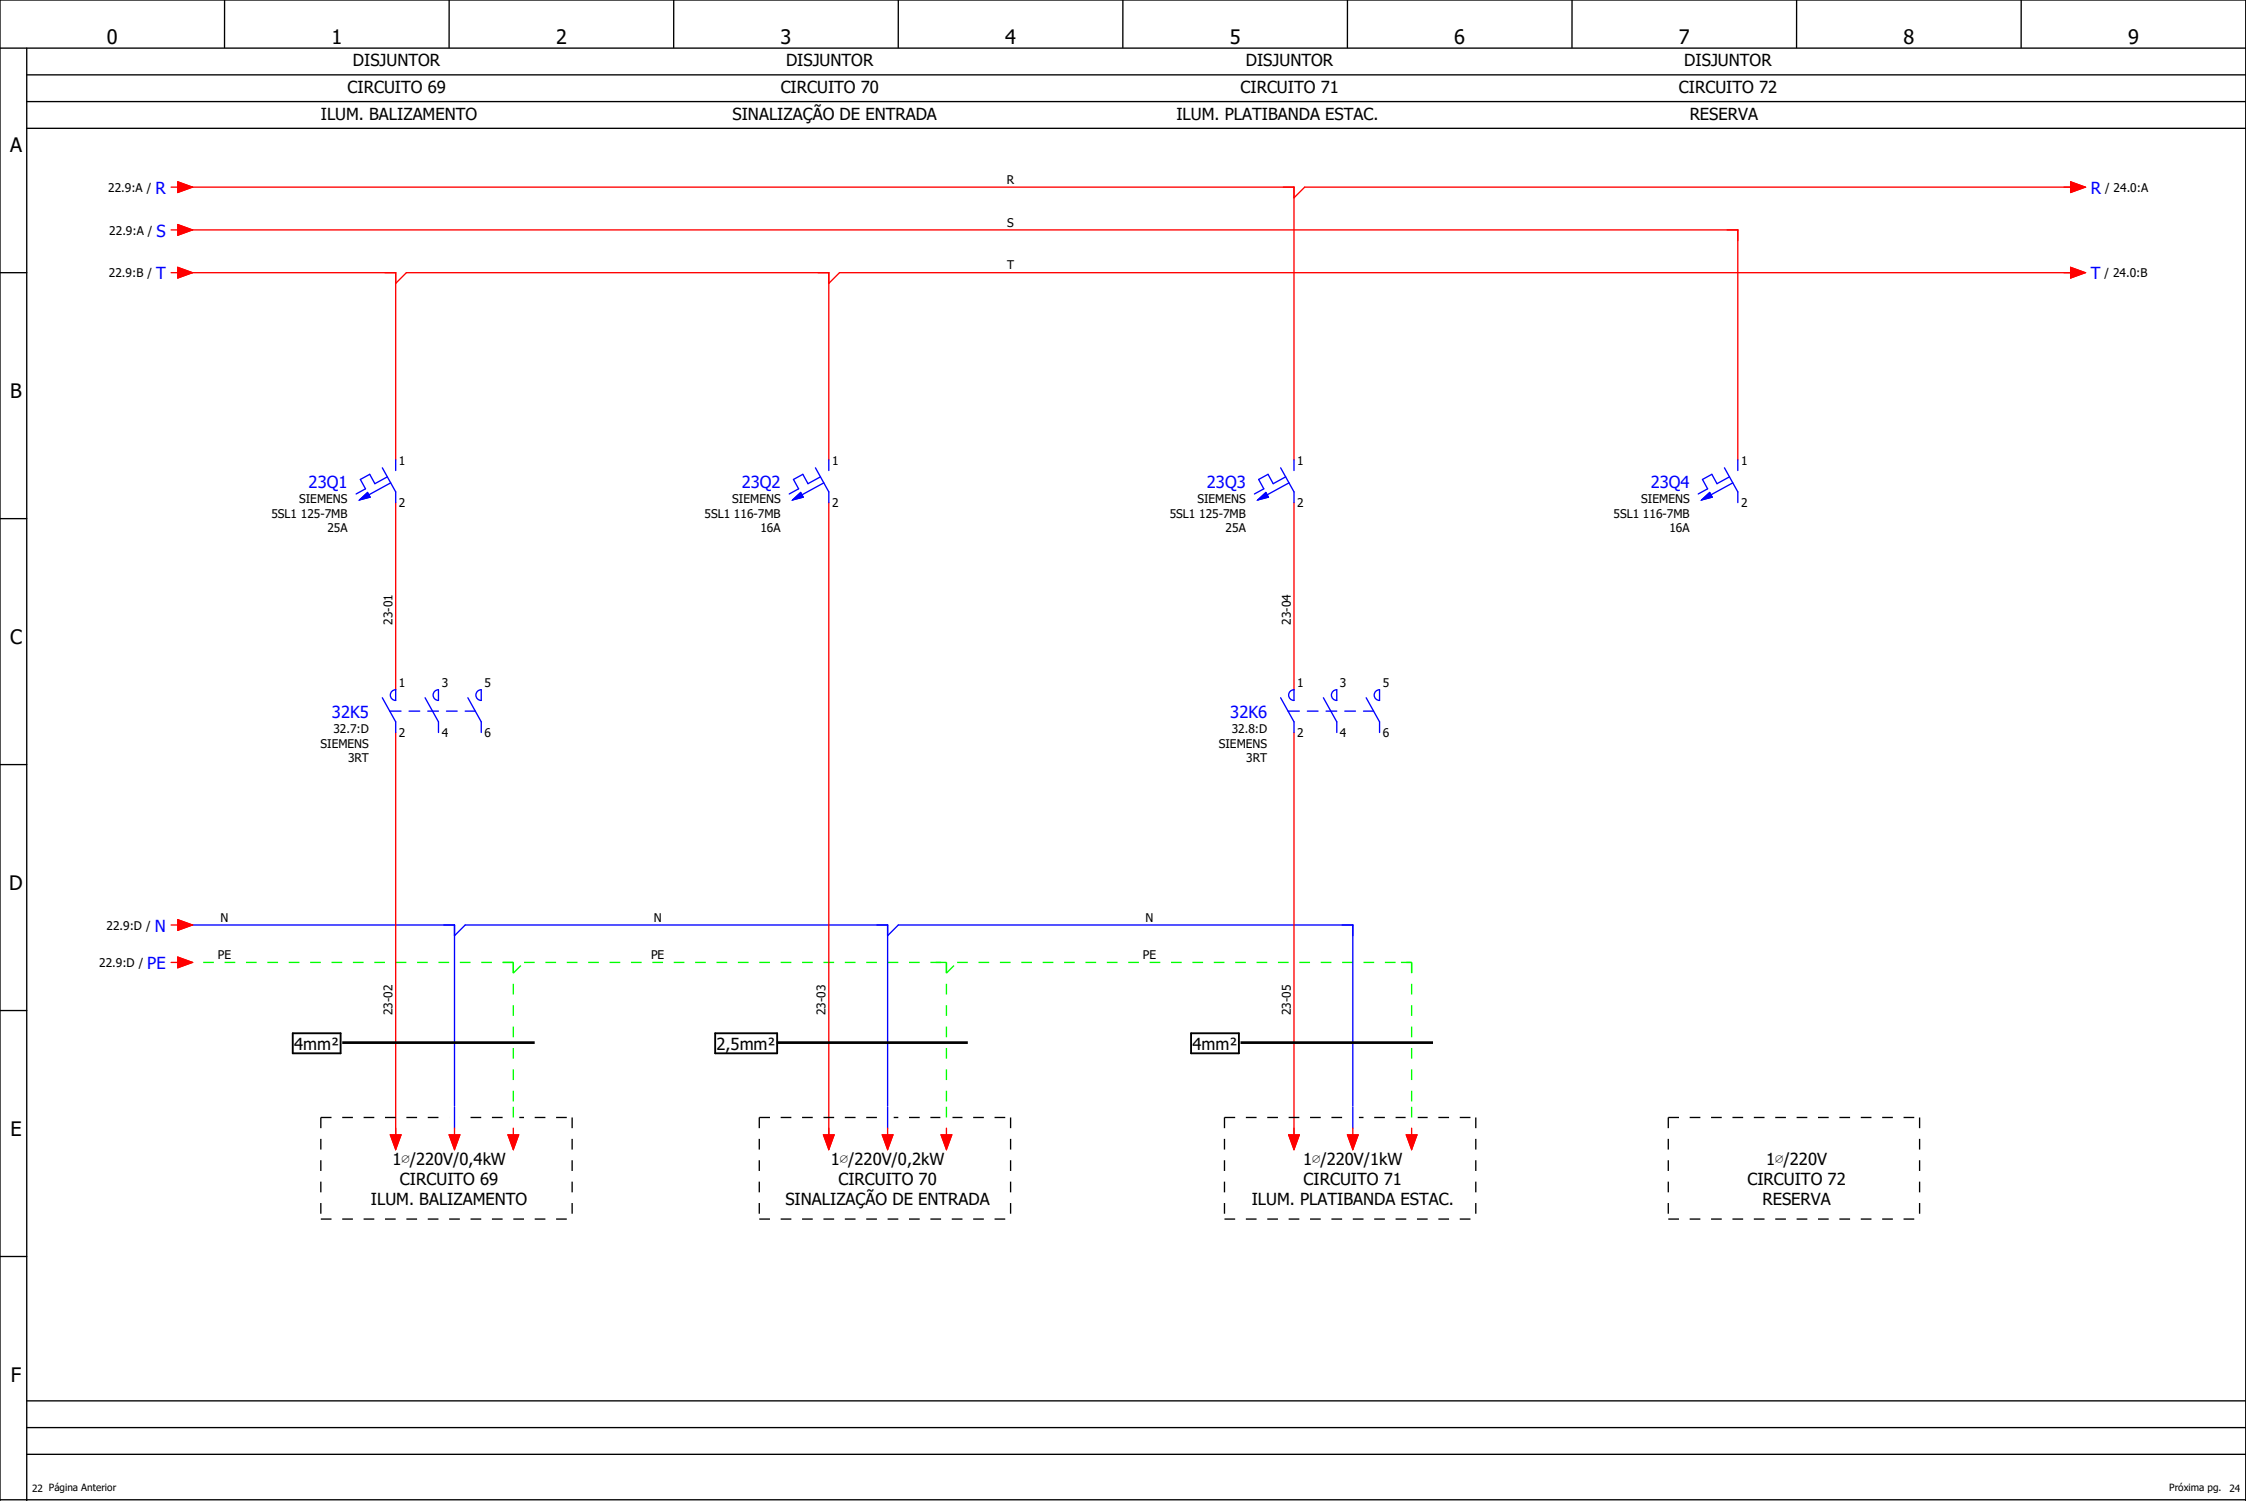 0 1 2 3 4 5 6 7 8 9
DISJUNTOR DISJUNTOR DISJUNTOR DISJUNTOR
CIRCUITO 69 CIRCUITO 70 CIRCUITO 71 CIRCUITO 72
ILUM. BALIZAMENTO SINALIZAÇÃO DE ENTRADA ILUM. PLATIBANDA ESTAC. RESERVA
A
22.9:A / R R R / 24.0:A
22.9:A / S S
22.9:B / T T T / 24.0:B
B
1 1 1 1
23Q1 23Q2 23Q3 23Q4
SIEMENS SIEMENS SIEMENS SIEMENS
2 2 2 2
5SL1 125-7MB 5SL1 116-7MB 5SL1 125-7MB 5SL1 116-7MB
25A 16A 25A 16A
23-01 23-04
C
1 3 5 1 3 5
32K5 32K6
32.7:D 2 4 6 32.8:D 2 4 6
SIEMENS SIEMENS
3RT 3RT
D
22.9:D / N N N N
22.9:D / PE PE PE PE
23-02 23-03 23-05
4mm² 2,5mm² 4mm²
E
1⌀/220V/0,4kW 1⌀/220V/0,2kW 1⌀/220V/1kW 1⌀/220V
CIRCUITO 69 CIRCUITO 70 CIRCUITO 71 CIRCUITO 72
ILUM. BALIZAMENTO SINALIZAÇÃO DE ENTRADA ILUM. PLATIBANDA ESTAC. RESERVA
F
22 Página Anterior Próxima pg. 24